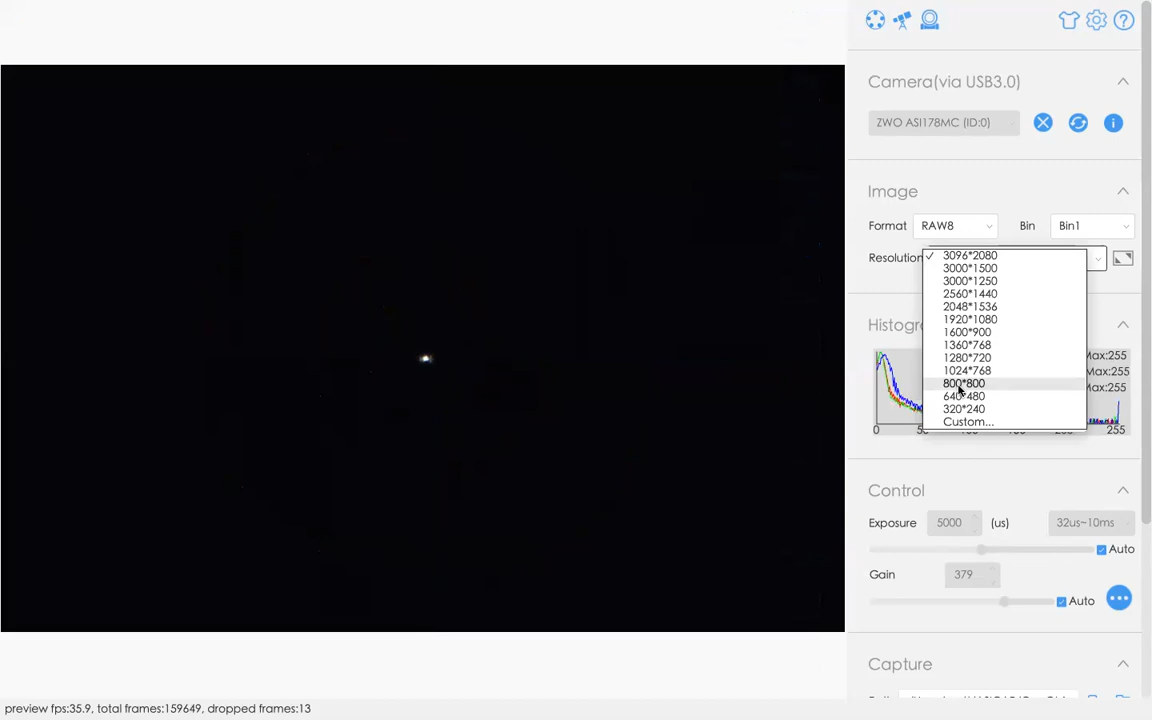 Camera(via USB3.0)
ZWO ASI178MC (ID:0)
Image
Format RAW8 Bin Bin1
Resolution
3096*2080
3000*1500
3000*1250
2560*1440
2048*1536
1920*1080
1600*900
1360*768
1280*720
1024*768
800*800
640*480
320*240
Custom...
Histogr
Max:255
Max:255
Max:255
0 255
Control
Exposure 5000 (us) 32us~10ms
Auto
Gain 379
Auto
Capture
preview fps:35.9, total frames:159649, dropped frames:13